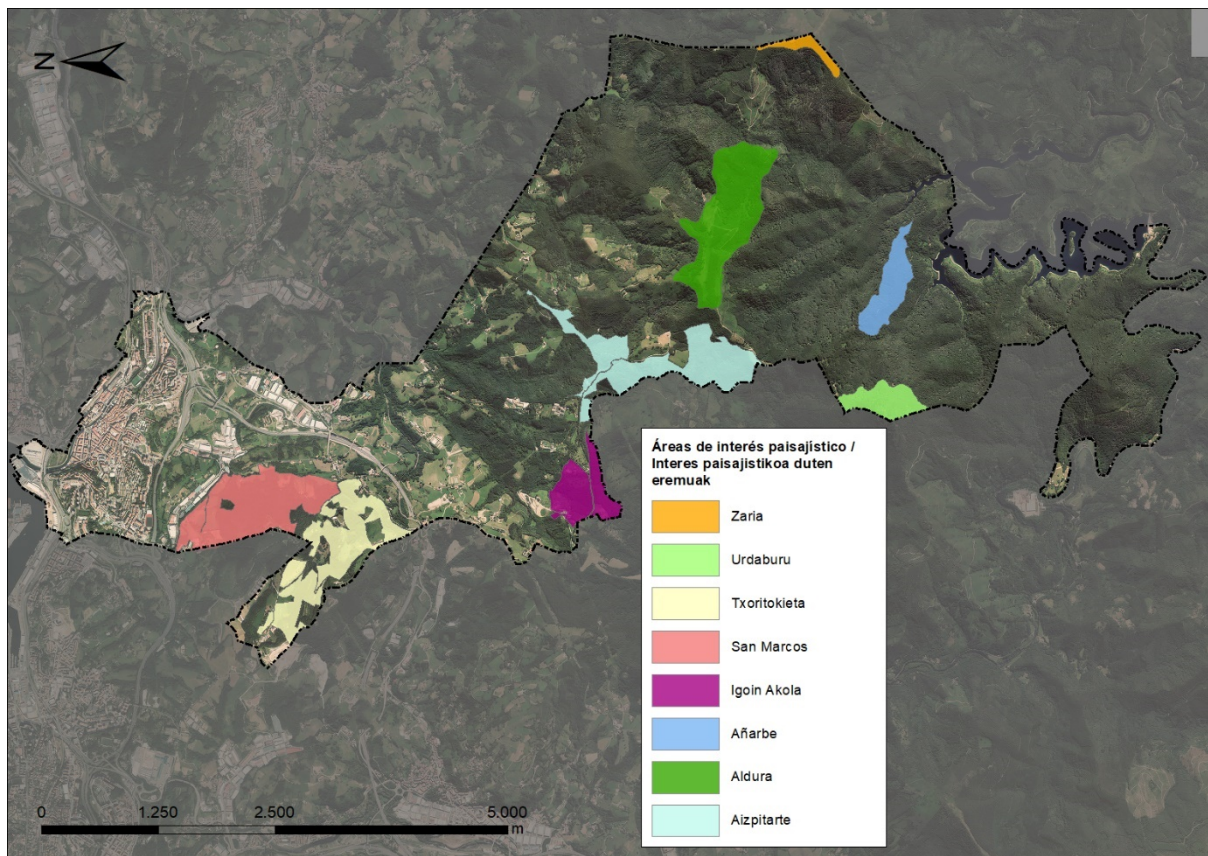 N
Áreas de interés paisajístico /
Interes paisajistikoa duten
eremuak
Zaria
Urdaburu
Txoritokieta
San Marcos
Igoin Akola
Añarbe
Aldura
Aizpitarte
0 1.250 2.500 5.000
m